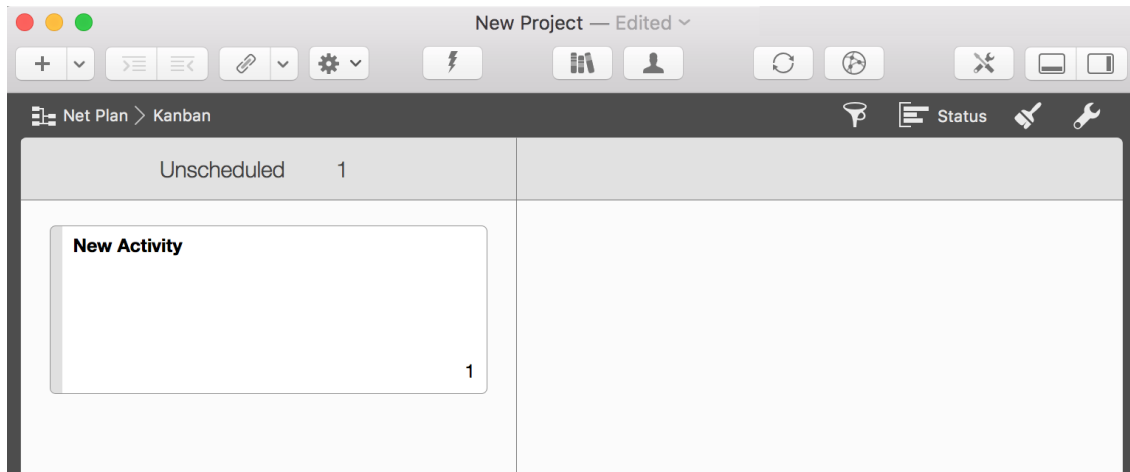 New Project — Edited
Net Plan > Kanban Status
Unscheduled 1
New Activity
1